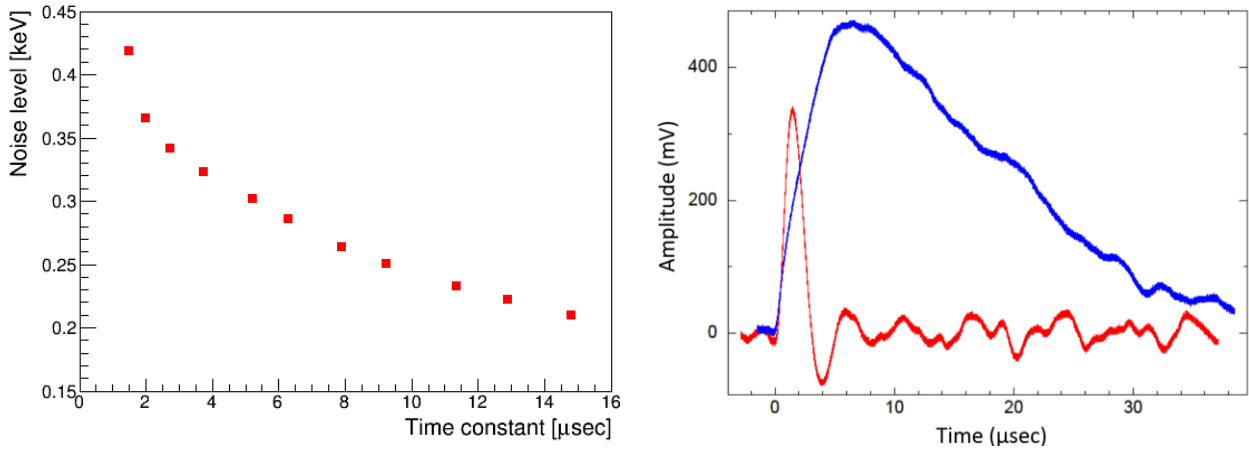 Noise level [keV]
0.45
0.4
0.35
0.3
0.25
0.2
0.15
0 2 4 6 8 10 12 14 16
Time constant [μsec]
Amplitude (mV)
400
200
0
0 10 20 30
Time (μsec)